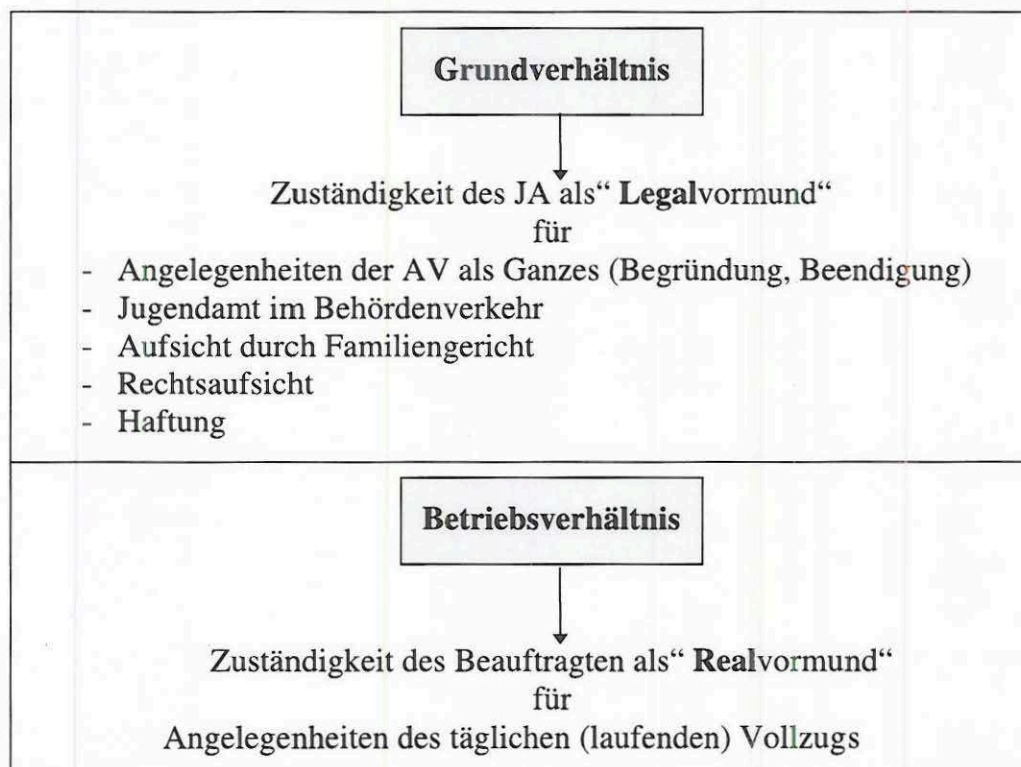 Grundverhältnis
Zuständigkeit des JA als“ Legalvormund“
für
- Angelegenheiten der AV als Ganzes (Begründung, Beendigung)
- Jugendamt im Behördenverkehr
- Aufsicht durch Familiengericht
- Rechtsaufsicht
- Haftung
Betriebsverhältnis
Zuständigkeit des Beauftragten als“ Realvormund“
für
Angelegenheiten des täglichen (laufenden) Vollzugs